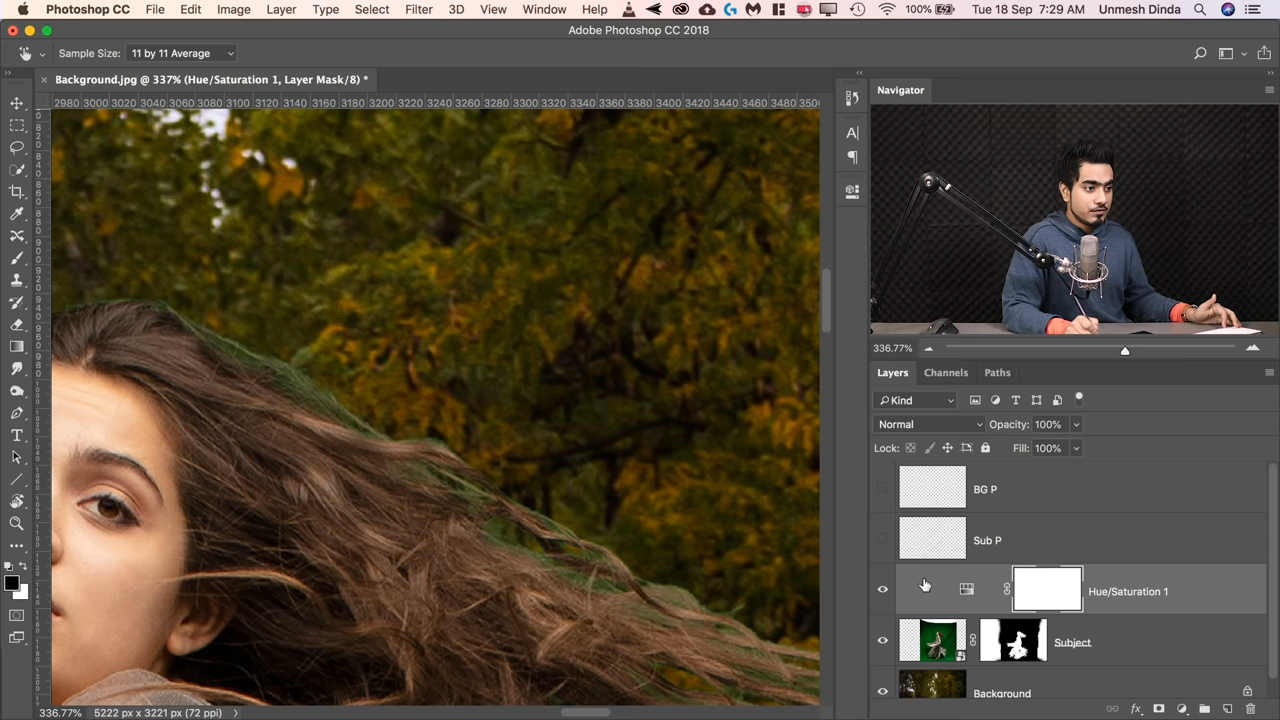 Photoshop CC File Edit Image Layer Type Select Filter 3D View Window Help 100% Tue 18 Sep 7:29 AM Unmesh Dinda
Adobe Photoshop CC 2018
Sample Size: 11 by 11 Average
Background.jpg @ 337% (Hue/Saturation 1, Layer Mask/8) *
2980 3000 3020 3040 3060 3080 3100 3120 3140 3160 3180 3200 3220 3240 3260 3280 3300 3320 3340 3360 3380 3400 3420 3440 3460 3480 3500
Navigator
336.77%
Layers Channels Paths
Kind
Normal Opacity: 100%
Lock: Fill: 100%
BG P
Sub P
Hue/Saturation 1
Subject
Background
336.77% 5222 px x 3221 px (72 ppi)